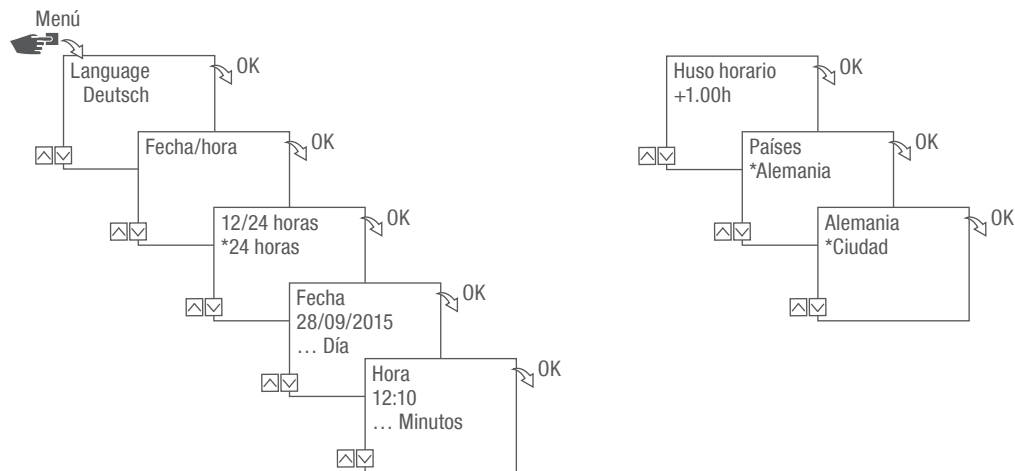 Menú
Language
Deutsch
OK
Fecha/hora
OK
12/24 horas
*24 horas
OK
Fecha
28/09/2015
… Día
OK
Hora
12:10
… Minutos
OK
Huso horario
+1.00h
OK
Países
*Alemania
OK
Alemania
*Ciudad
OK